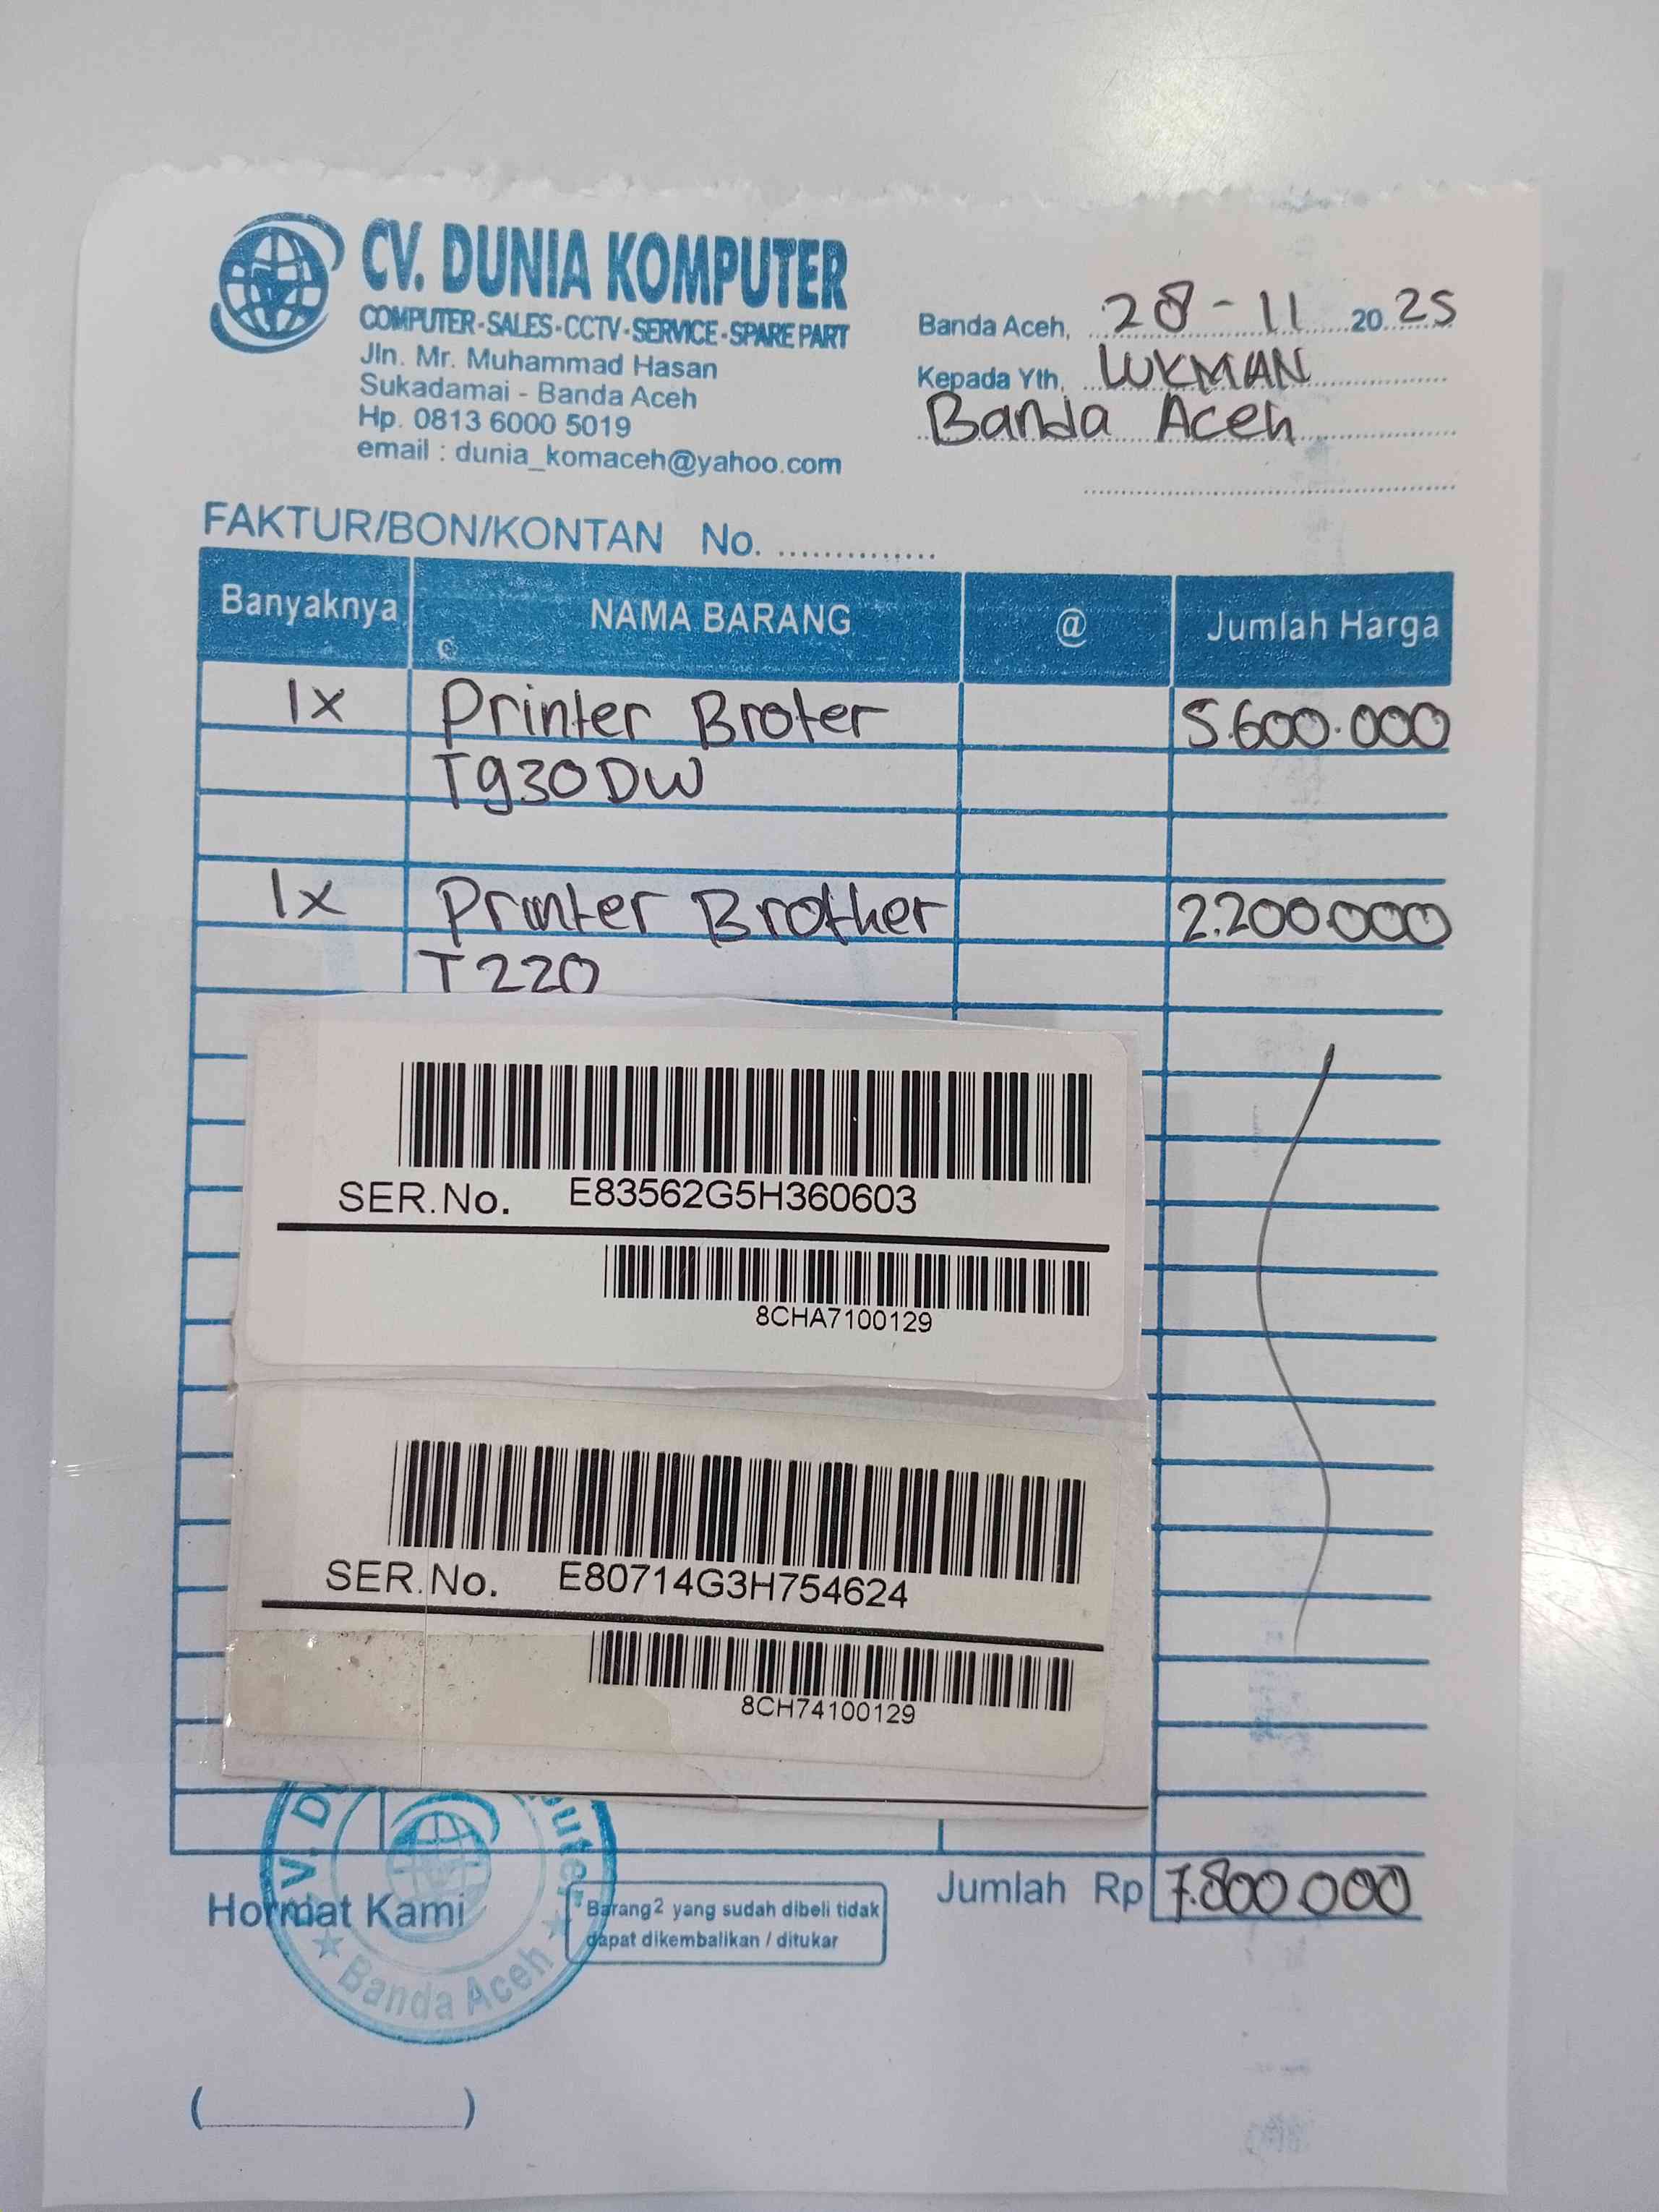 CV. DUNIA KOMPUTER
COMPUTER - SALES - CCTV - SERVICE - SPARE PART
Jln. Mr. Muhammad Hasan
Sukadamai - Banda Aceh
Hp. 0813 6000 5019
email : dunia_komaceh@yahoo.com
Banda Aceh, 28 - 11 2025
Kepada Yth, LUKMAN
Banda Aceh
FAKTUR/BON/KONTAN No. ..............
Banyaknya NAMA BARANG @ Jumlah Harga
1x Printer Broter 5.600.000
T930DW
1x Printer Brother 2.200.000
T220
SER.No. E83562G5H360603
8CHA7100129
SER.No. E80714G3H754624
8CH74100129
Jumlah Rp 7.800.000
Hormat Kami
Barang2 yang sudah dibeli tidak
dapat dikembalikan / ditukar
Banda Aceh